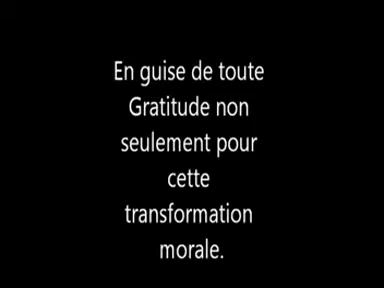 En guise de toute
Gratitude non
seulement pour
cette
transformation
morale.